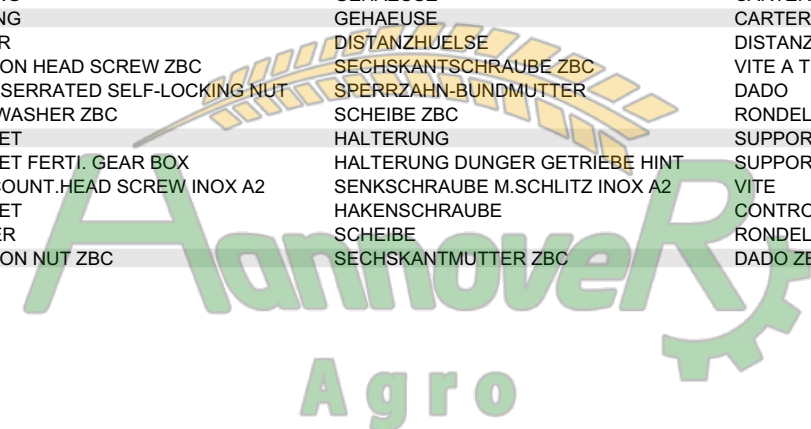 NG GEHAEUSE CARTER
R DISTANZHUELSE DISTANZ
ON HEAD SCREW ZBC SECHSKANTSCHRAUBE ZBC VITE A T
SERRATED SELF-LOCKING NUT SPERRZAHN-BUNDMUTTER DADO
WASHER ZBC SCHEIBE ZBC RONDEL
ET HALTERUNG SUPPOR
ET FERTI. GEAR BOX HALTERUNG DUNGER GETRIEBE HINT SUPPOR
COUNT.HEAD SCREW INOX A2 SENKSCHRAUBE M.SCHLITZ INOX A2 VITE
ET HAKENSCHRAUBE CONTRO
ER SCHEIBE RONDEL
ON NUT ZBC SECHSKANTMUTTER ZBC DADO ZB
HannoveR
Agro